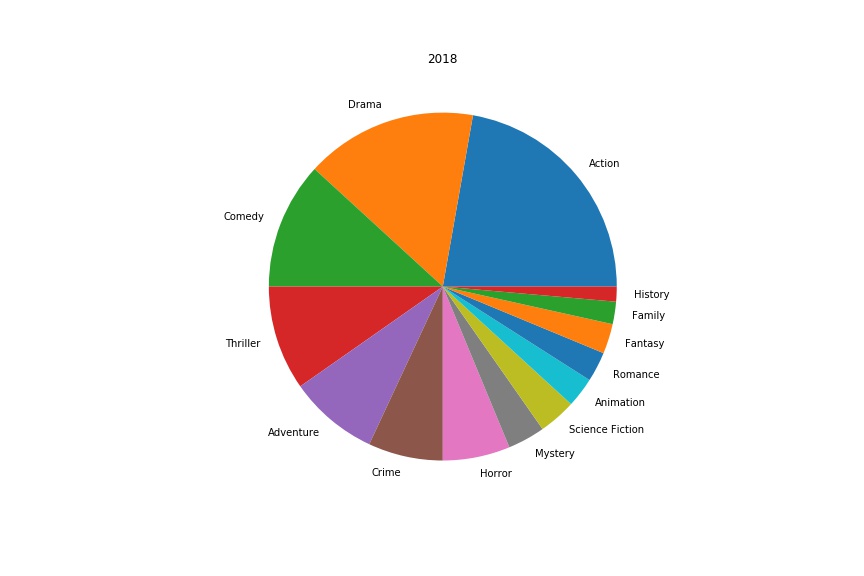 2018
Drama
Action
Comedy
History
Family
Thriller
Fantasy
Romance
Animation
Science Fiction
Adventure
Mystery
Crime
Horror